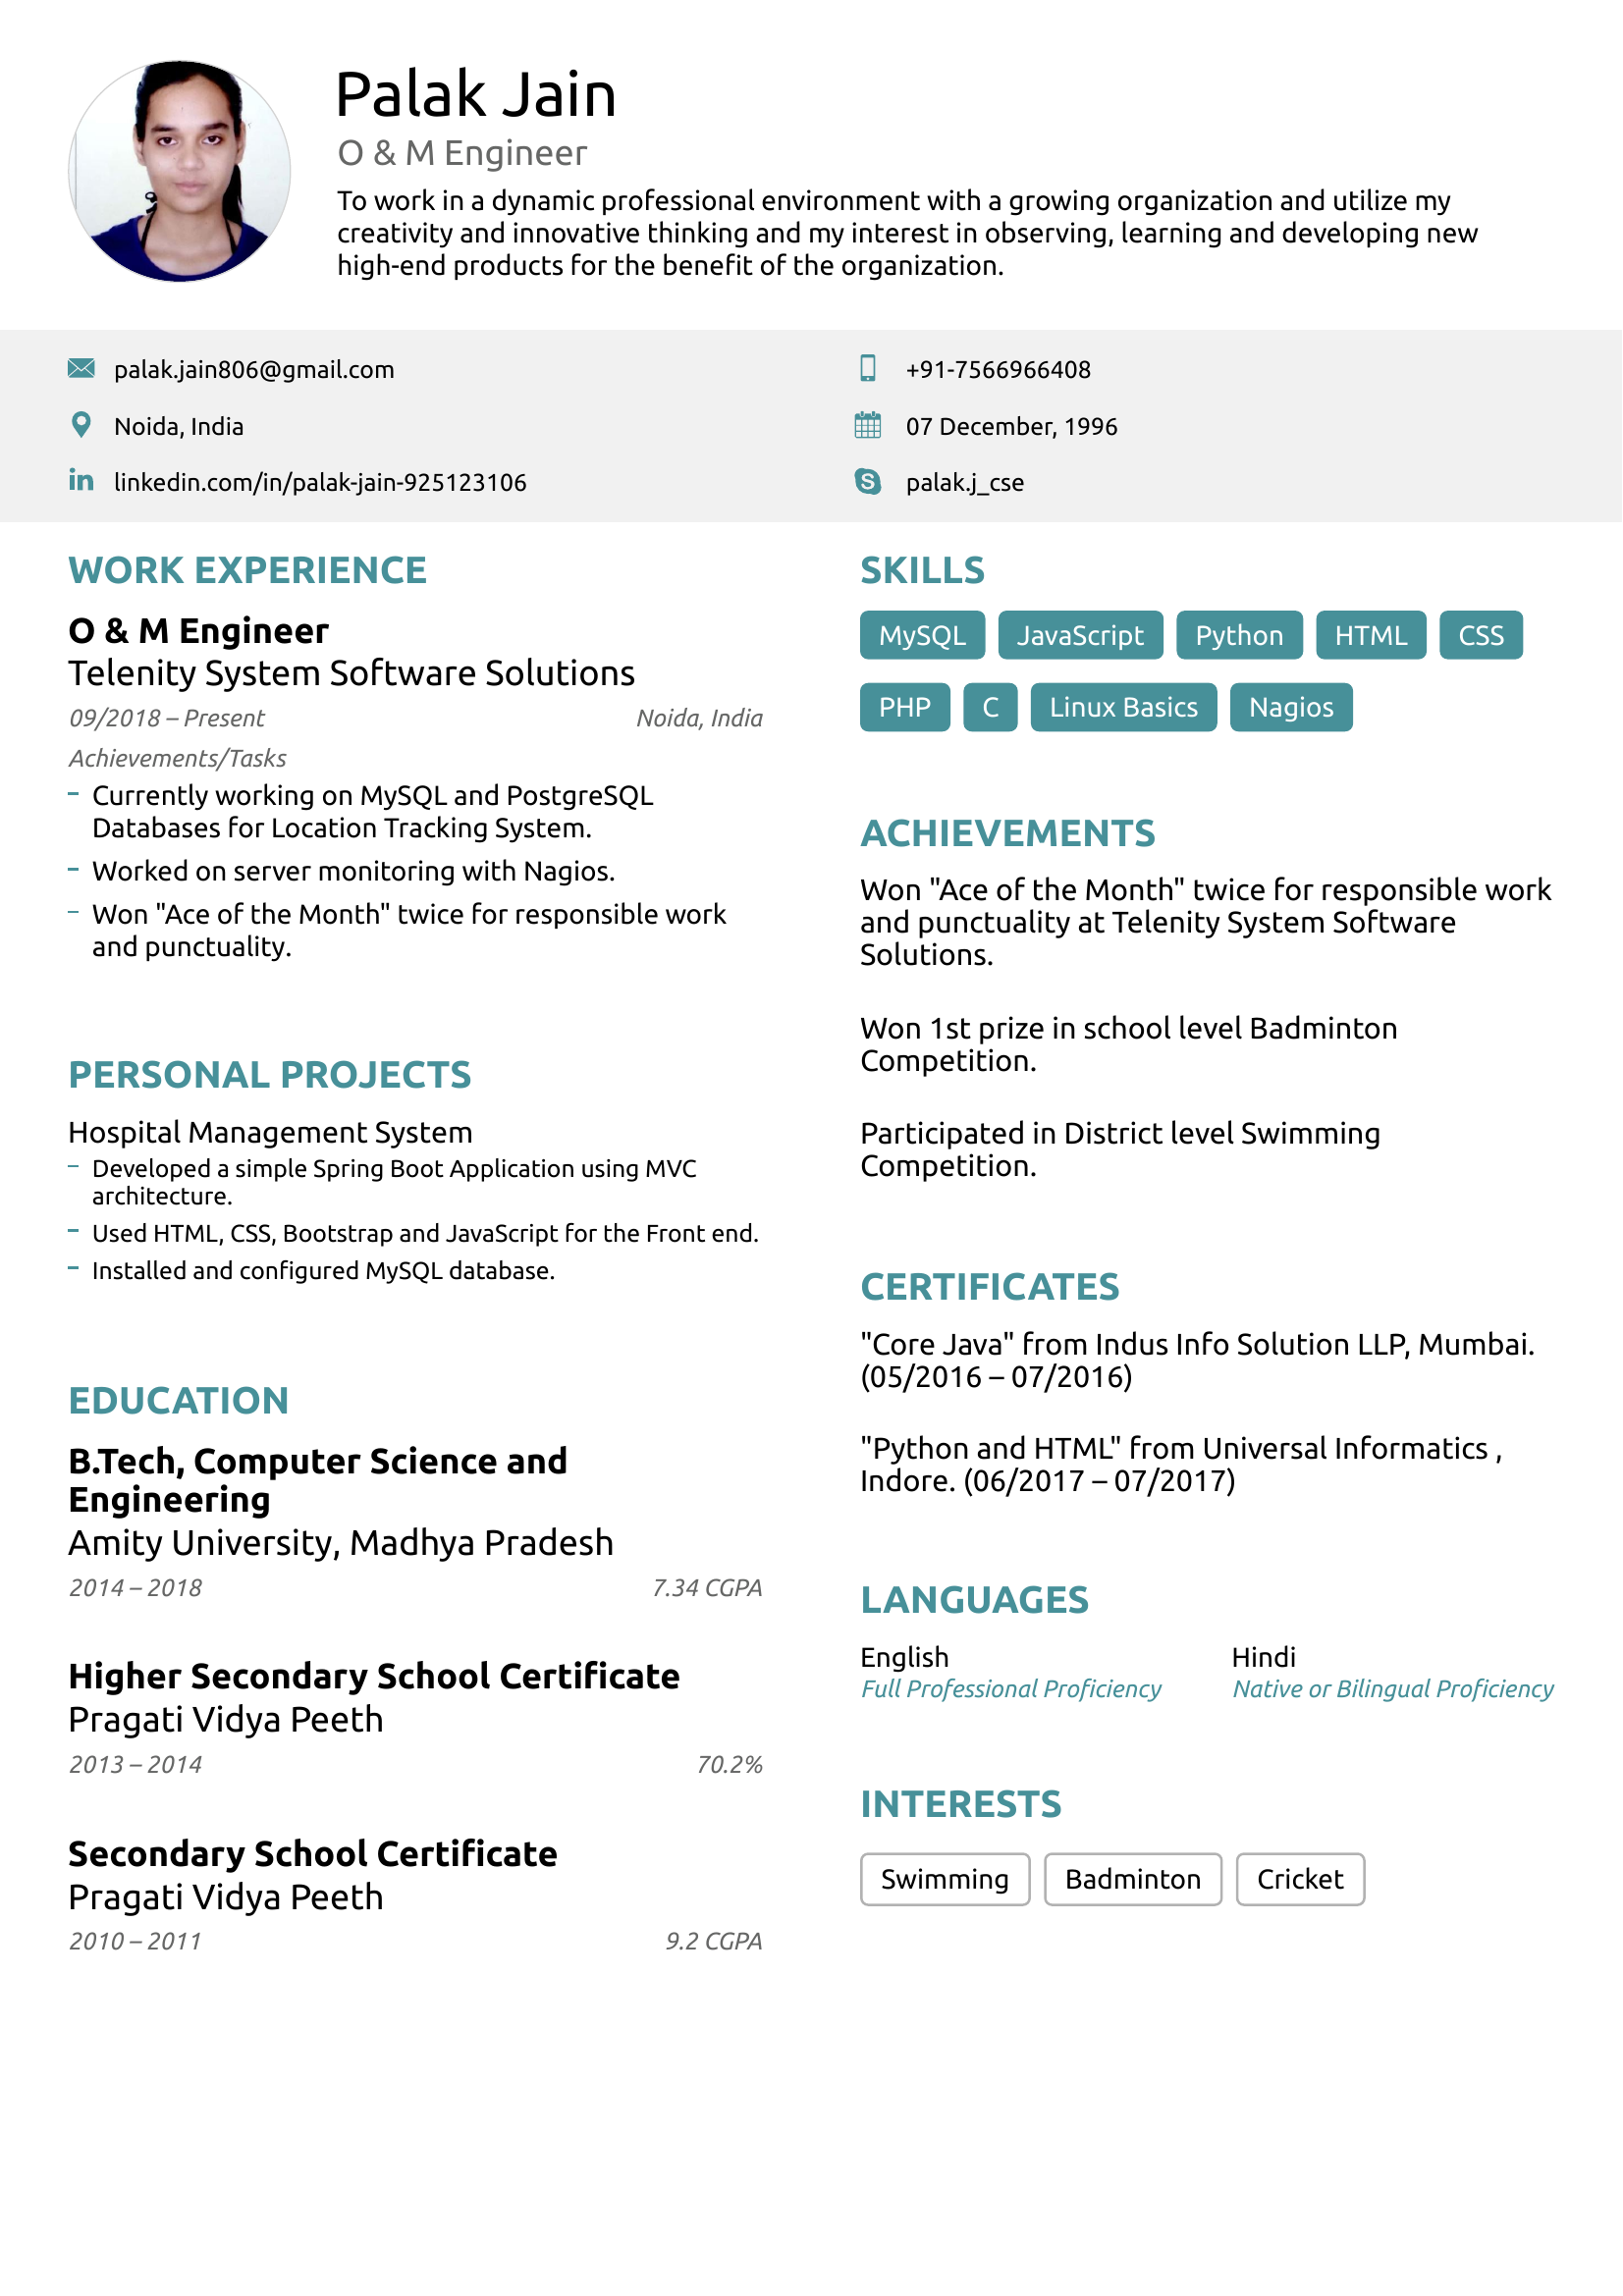 Palak Jain
O & M Engineer
To work in a dynamic professional environment with a growing organization and utilize my
creativity and innovative thinking and my interest in observing, learning and developing new
high-end products for the benefit of the organization.
palak.jain806@gmail.com
+91-7566966408
Noida, India
07 December, 1996
linkedin.com/in/palak-jain-925123106
palak.j_cse
WORK EXPERIENCE
O & M Engineer
Telenity System Software Solutions
09/2018 – Present
Noida, India
Achievements/Tasks
Currently working on MySQL and PostgreSQL
Databases for Location Tracking System.
Worked on server monitoring with Nagios.
Won "Ace of the Month" twice for responsible work
and punctuality.
PERSONAL PROJECTS
Hospital Management System
Developed a simple Spring Boot Application using MVC
architecture.
Used HTML, CSS, Bootstrap and JavaScript for the Front end.
Installed and configured MySQL database.
EDUCATION
B.Tech, Computer Science and
Engineering
Amity University, Madhya Pradesh
2014 – 2018
7.34 CGPA
Higher Secondary School Certificate
Pragati Vidya Peeth
2013 – 2014
70.2%
Secondary School Certificate
Pragati Vidya Peeth
2010 – 2011
9.2 CGPA
SKILLS
MySQL JavaScript Python HTML CSS
PHP C Linux Basics Nagios
ACHIEVEMENTS
Won "Ace of the Month" twice for responsible work
and punctuality at Telenity System Software
Solutions.
Won 1st prize in school level Badminton
Competition.
Participated in District level Swimming
Competition.
CERTIFICATES
"Core Java" from Indus Info Solution LLP, Mumbai.
(05/2016 – 07/2016)
"Python and HTML" from Universal Informatics ,
Indore. (06/2017 – 07/2017)
LANGUAGES
English
Full Professional Proficiency
Hindi
Native or Bilingual Proficiency
INTERESTS
Swimming Badminton Cricket